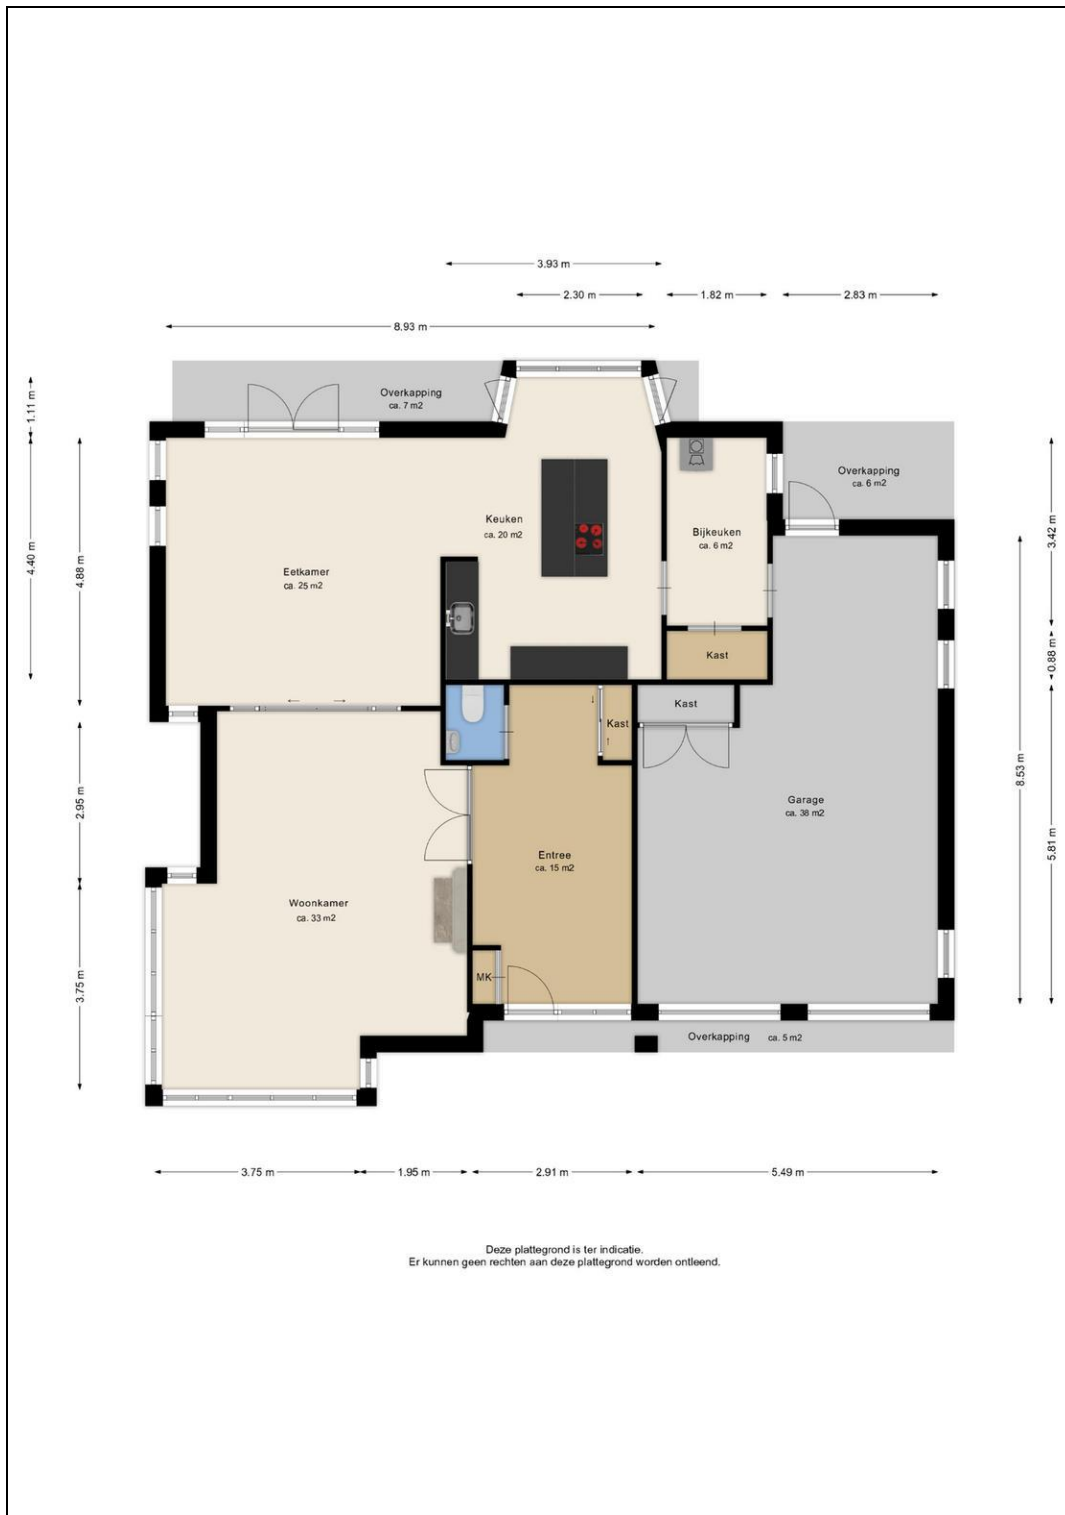 3.93 m
2.30 m
1.82 m
2.83 m
8.93 m
1.11 m
Overkapping
ca. 7 m2
4.40 m
4.88 m
Overkapping
ca. 6 m2
3.42 m
Keuken
ca. 20 m2
Bijkeuken
ca. 6 m2
Eetkamer
ca. 25 m2
Kast
0.88 m
Kast
Kast
2.95 m
8.53 m
Garage
ca. 38 m2
5.81 m
Entree
ca. 15 m2
Woonkamer
ca. 33 m2
3.75 m
MK
Overkapping ca. 5 m2
3.75 m
1.95 m
2.91 m
5.49 m
Deze plattegrond is ter indicatie.
Er kunnen geen rechten aan deze plattegrond worden ontleend.